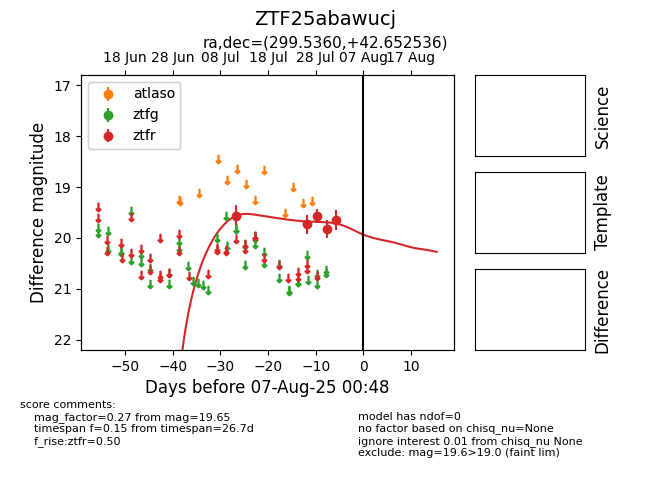 ZTF25abawucj
ra,dec=(299.5360,+42.652536)
18 Jun 28 Jun 08 Jul 18 Jul 28 Jul 07 Aug 17 Aug
atlaso
ztfg
ztfr
17
18
19
20
21
22
Difference magnitude
−50 −40 −30 −20 −10 0 10
Days before 07-Aug-25 00:48
Science
Template
Difference
score comments:
mag_factor=0.27 from mag=19.65
timespan f=0.15 from timespan=26.7d
f_rise:ztfr=0.50
model has ndof=0
no factor based on chisq_nu=None
ignore interest 0.01 from chisq_nu None
exclude: mag=19.6>19.0 (faint lim)